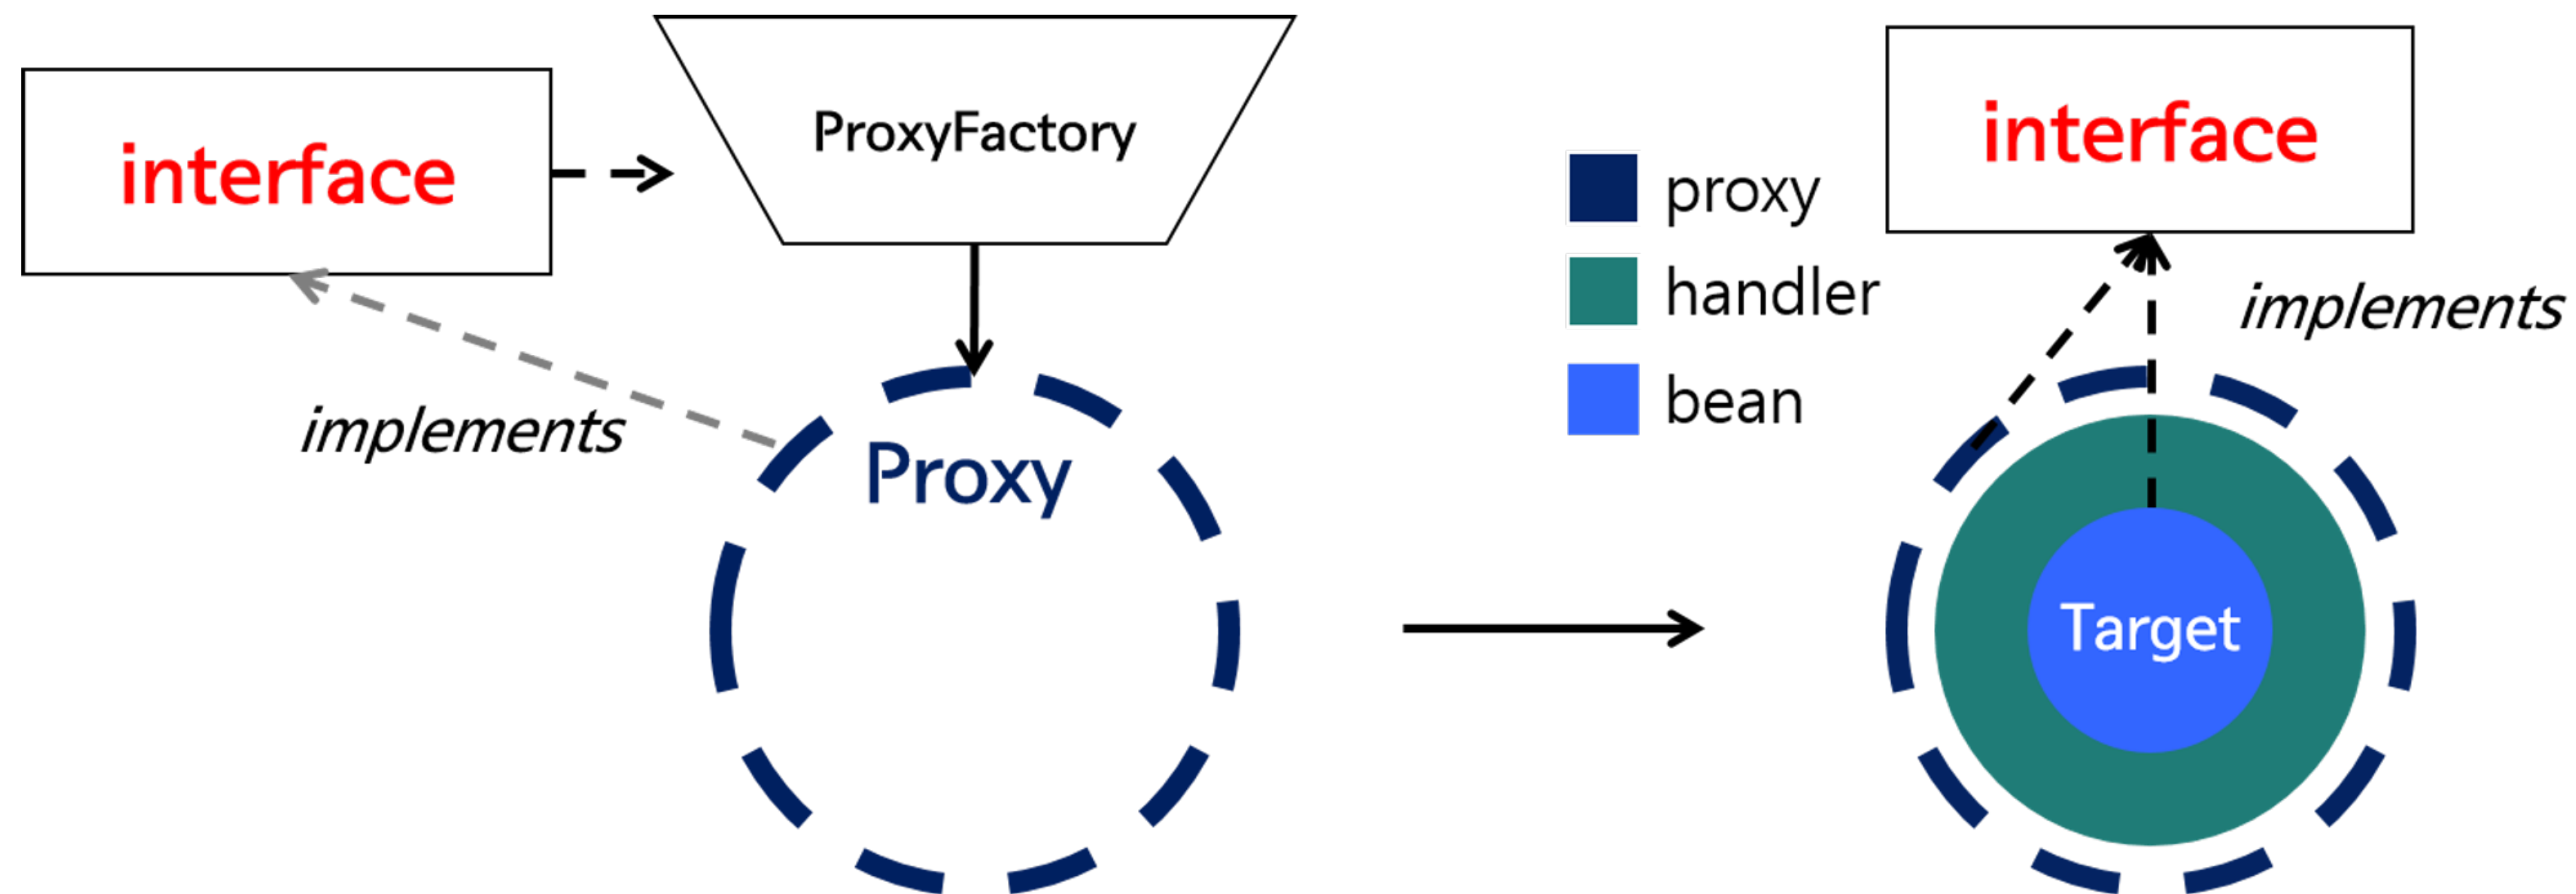 interface
ProxyFactory
implements
Proxy
proxy
handler
bean
interface
implements
Target